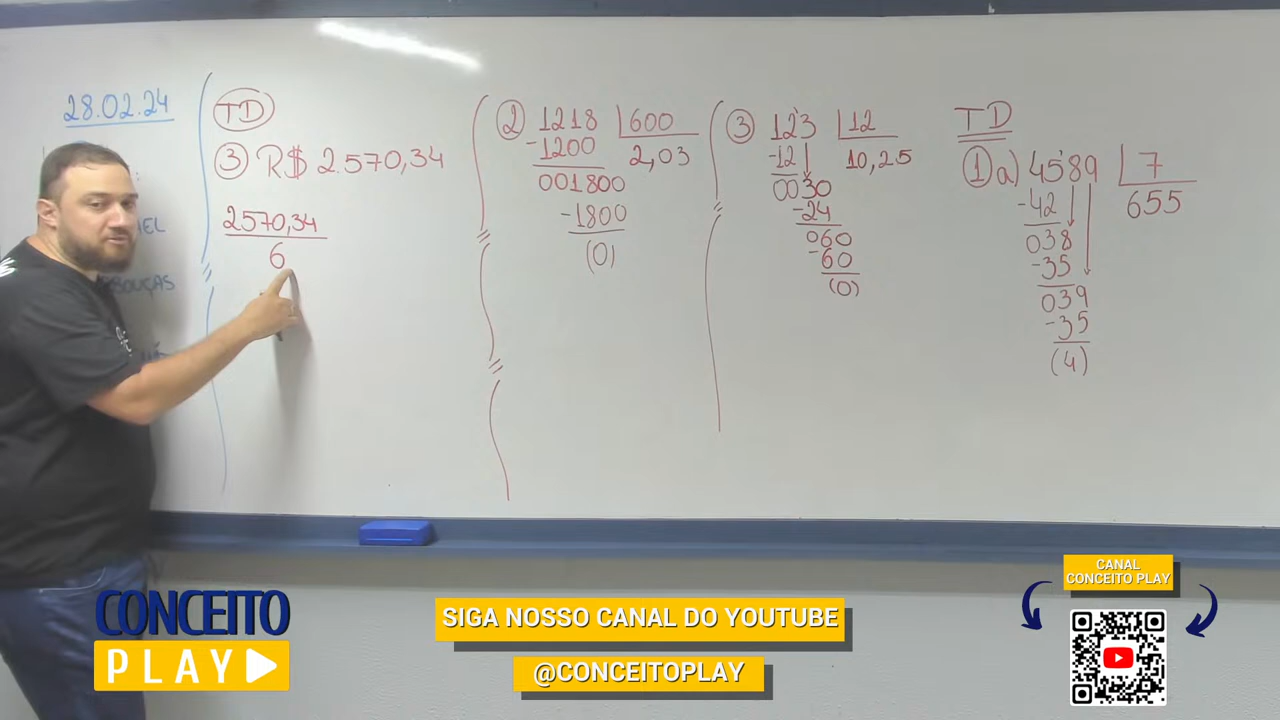 28.02.24
TD
③ R$ 2.570,34
2570,34
6
② 1218 600
-1200 2,03
001800
-1800
(0)
③ 123 12
-12 10,25
0030
-24
060
-60
(0)
TD
① a) 4589 7
-42 655
038
-35
039
-35
(4)
CONCEITO
PLAY
SIGA NOSSO CANAL DO YOUTUBE
@CONCEITOPLAY
CANAL
CONCEITO PLAY